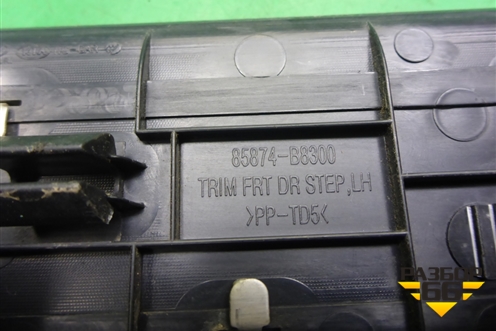 85874-B8300
TRIM FRT DR STEP,LH
>PP-TD5<
РАЗБОР
66